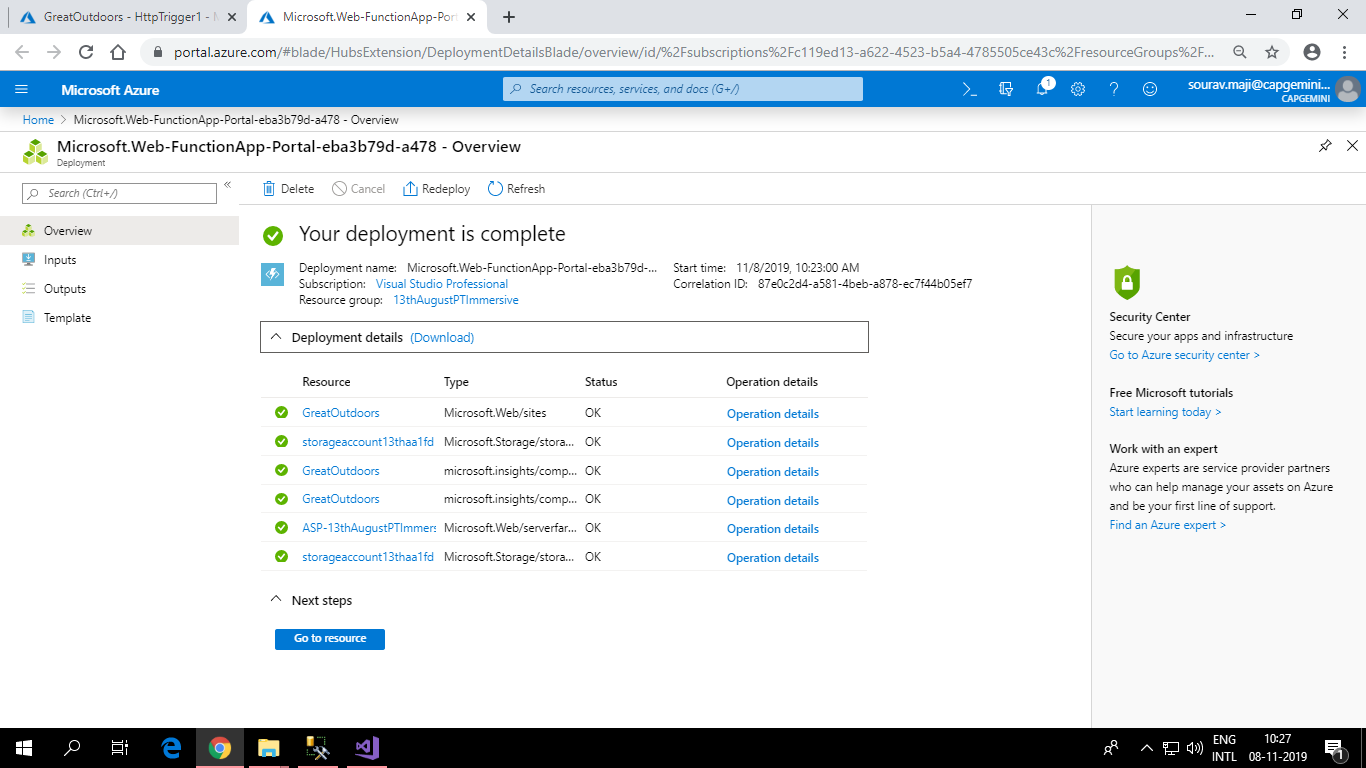 GreatOutdoors - HttpTrigger1 - M
Microsoft.Web-FunctionApp-Port
portal.azure.com/#blade/HubsExtension/DeploymentDetailsBlade/overview/id/%2Fsubscriptions%2Fc119ed13-a622-4523-b5a4-4785505ce43c%2FresourceGroups%2F...
Microsoft Azure
Search resources, services, and docs (G+/)
1
sourav.maji@capgemini...
CAPGEMINI
Home > Microsoft.Web-FunctionApp-Portal-eba3b79d-a478 - Overview
Microsoft.Web-FunctionApp-Portal-eba3b79d-a478 - Overview
Deployment
Search (Ctrl+/)
«
Delete
Cancel
Redeploy
Refresh
Overview
Inputs
Outputs
Template
Your deployment is complete
Deployment name: Microsoft.Web-FunctionApp-Portal-eba3b79d-...
Subscription: Visual Studio Professional
Resource group: 13thAugustPTImmersive
Start time: 11/8/2019, 10:23:00 AM
Correlation ID: 87e0c2d4-a581-4beb-a878-ec7f44b05ef7
Deployment details (Download)
Resource Type Status Operation details
GreatOutdoors Microsoft.Web/sites OK Operation details
storageaccount13thaa1fd Microsoft.Storage/stora... OK Operation details
GreatOutdoors microsoft.insights/comp... OK Operation details
GreatOutdoors microsoft.insights/comp... OK Operation details
ASP-13thAugustPTImmers Microsoft.Web/serverfar... OK Operation details
storageaccount13thaa1fd Microsoft.Storage/stora... OK Operation details
Next steps
Go to resource
Security Center
Secure your apps and infrastructure
Go to Azure security center >
Free Microsoft tutorials
Start learning today >
Work with an expert
Azure experts are service provider partners
who can help manage your assets on Azure
and be your first line of support.
Find an Azure expert >
ENG
INTL
10:27
08-11-2019
1